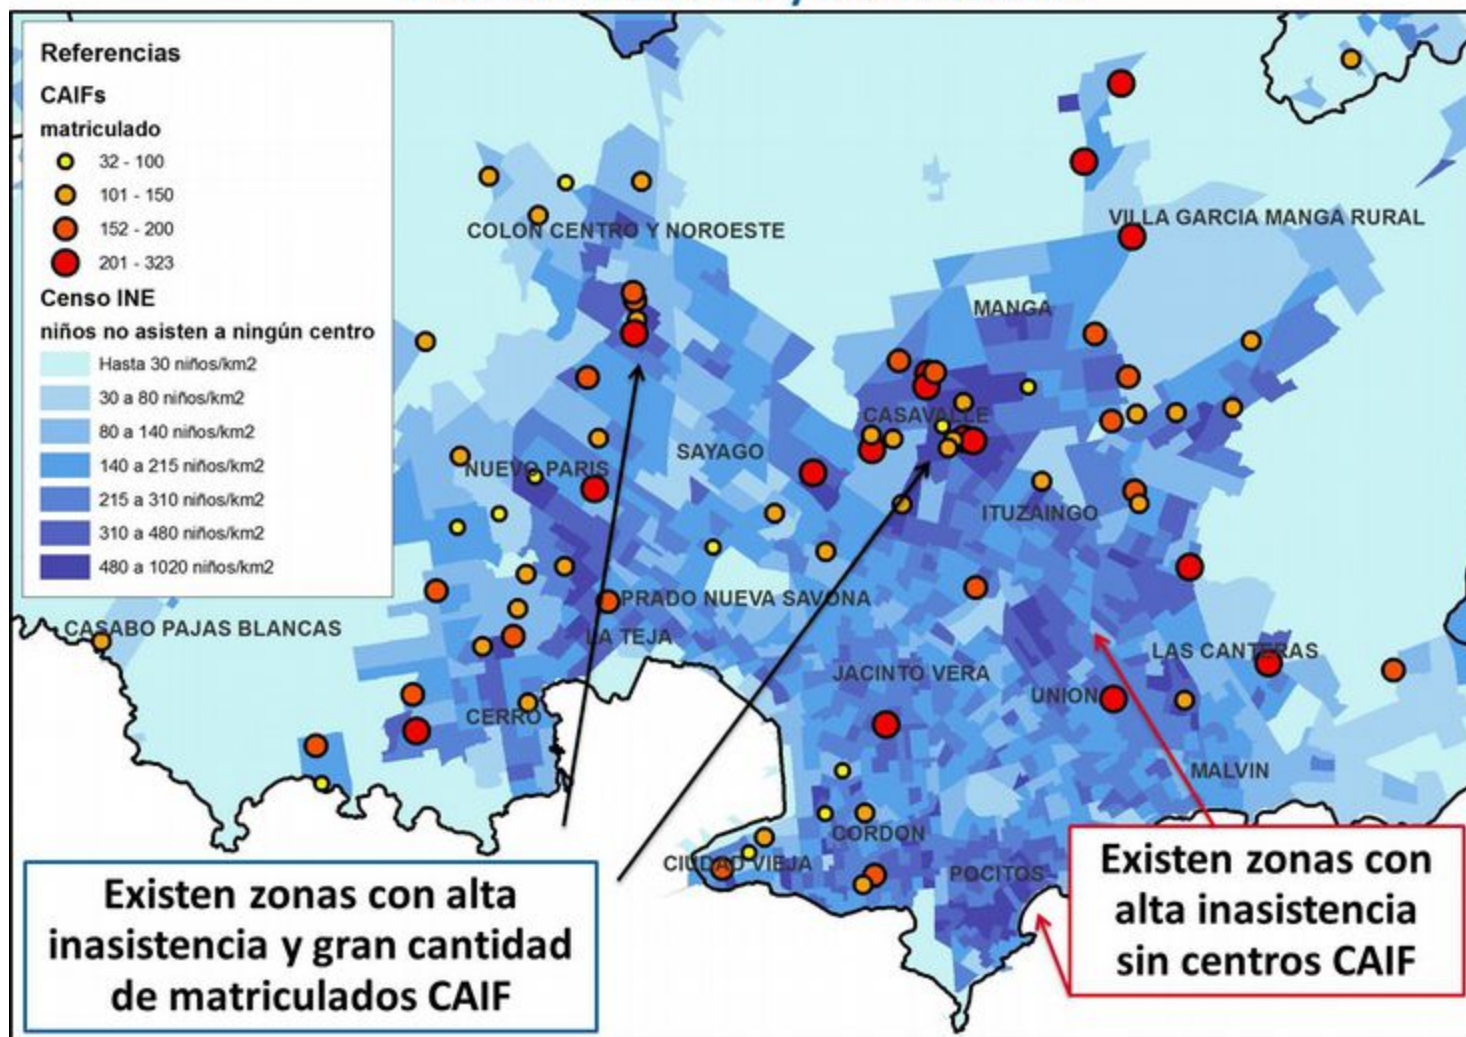 Referencias
CAIFs
matriculado
32 - 100
101 - 150
152 - 200
201 - 323
Censo INE
niños no asisten a ningún centro
Hasta 30 niños/km2
30 a 80 niños/km2
80 a 140 niños/km2
140 a 215 niños/km2
215 a 310 niños/km2
310 a 480 niños/km2
480 a 1020 niños/km2
COLON CENTRO Y NOROESTE
VILLA GARCIA MANGA RURAL
MANGA
CASAVALLE
SAYAGO
NUEVO PARIS
ITUZAINGO
PRADO NUEVA SAVONA
CASABO PAJAS BLANCAS
LA TEJA
LAS CANTERAS
JACINTO VERA
UNION
CERRO
MALVIN
CORDON
CIUDAD VIEJA
POCITOS
Existen zonas con alta
inasistencia y gran cantidad
de matriculados CAIF
Existen zonas con
alta inasistencia
sin centros CAIF